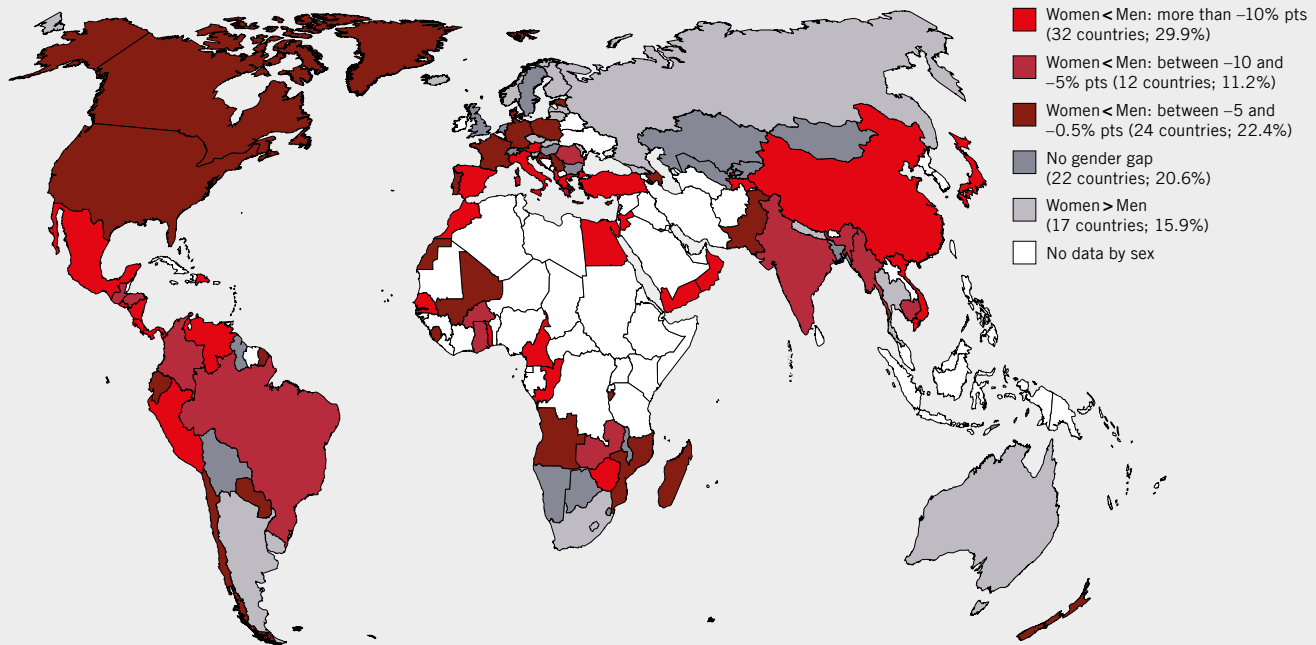 Women < Men: more than –10% pts
(32 countries; 29.9%)
Women < Men: between –10 and
–5% pts (12 countries; 11.2%)
Women < Men: between –5 and
–0.5% pts (24 countries; 22.4%)
No gender gap
(22 countries; 20.6%)
Women > Men
(17 countries; 15.9%)
No data by sex